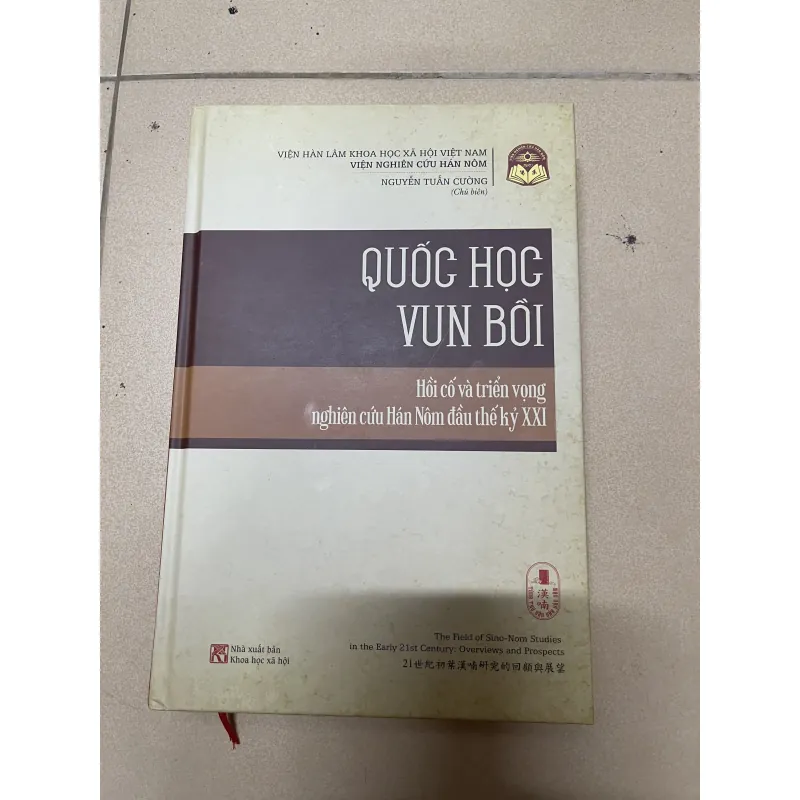 VIỆN HÀN LÂM KHOA HỌC XÃ HỘI VIỆT NAM
VIỆN NGHIÊN CỨU HÁN NÔM
NGUYỄN TUẤN CƯỜNG
(Chủ biên)
QUỐC HỌC
VUN BỒI
Hồi cố và triển vọng
nghiên cứu Hán Nôm đầu thế kỷ XXI
漢
喃
Nhà xuất bản
Khoa học xã hội
The Field of Sino-Nom Studies
in the Early 21st Century: Overviews and Prospects
21世紀初葉漢喃研究的回顧與展望